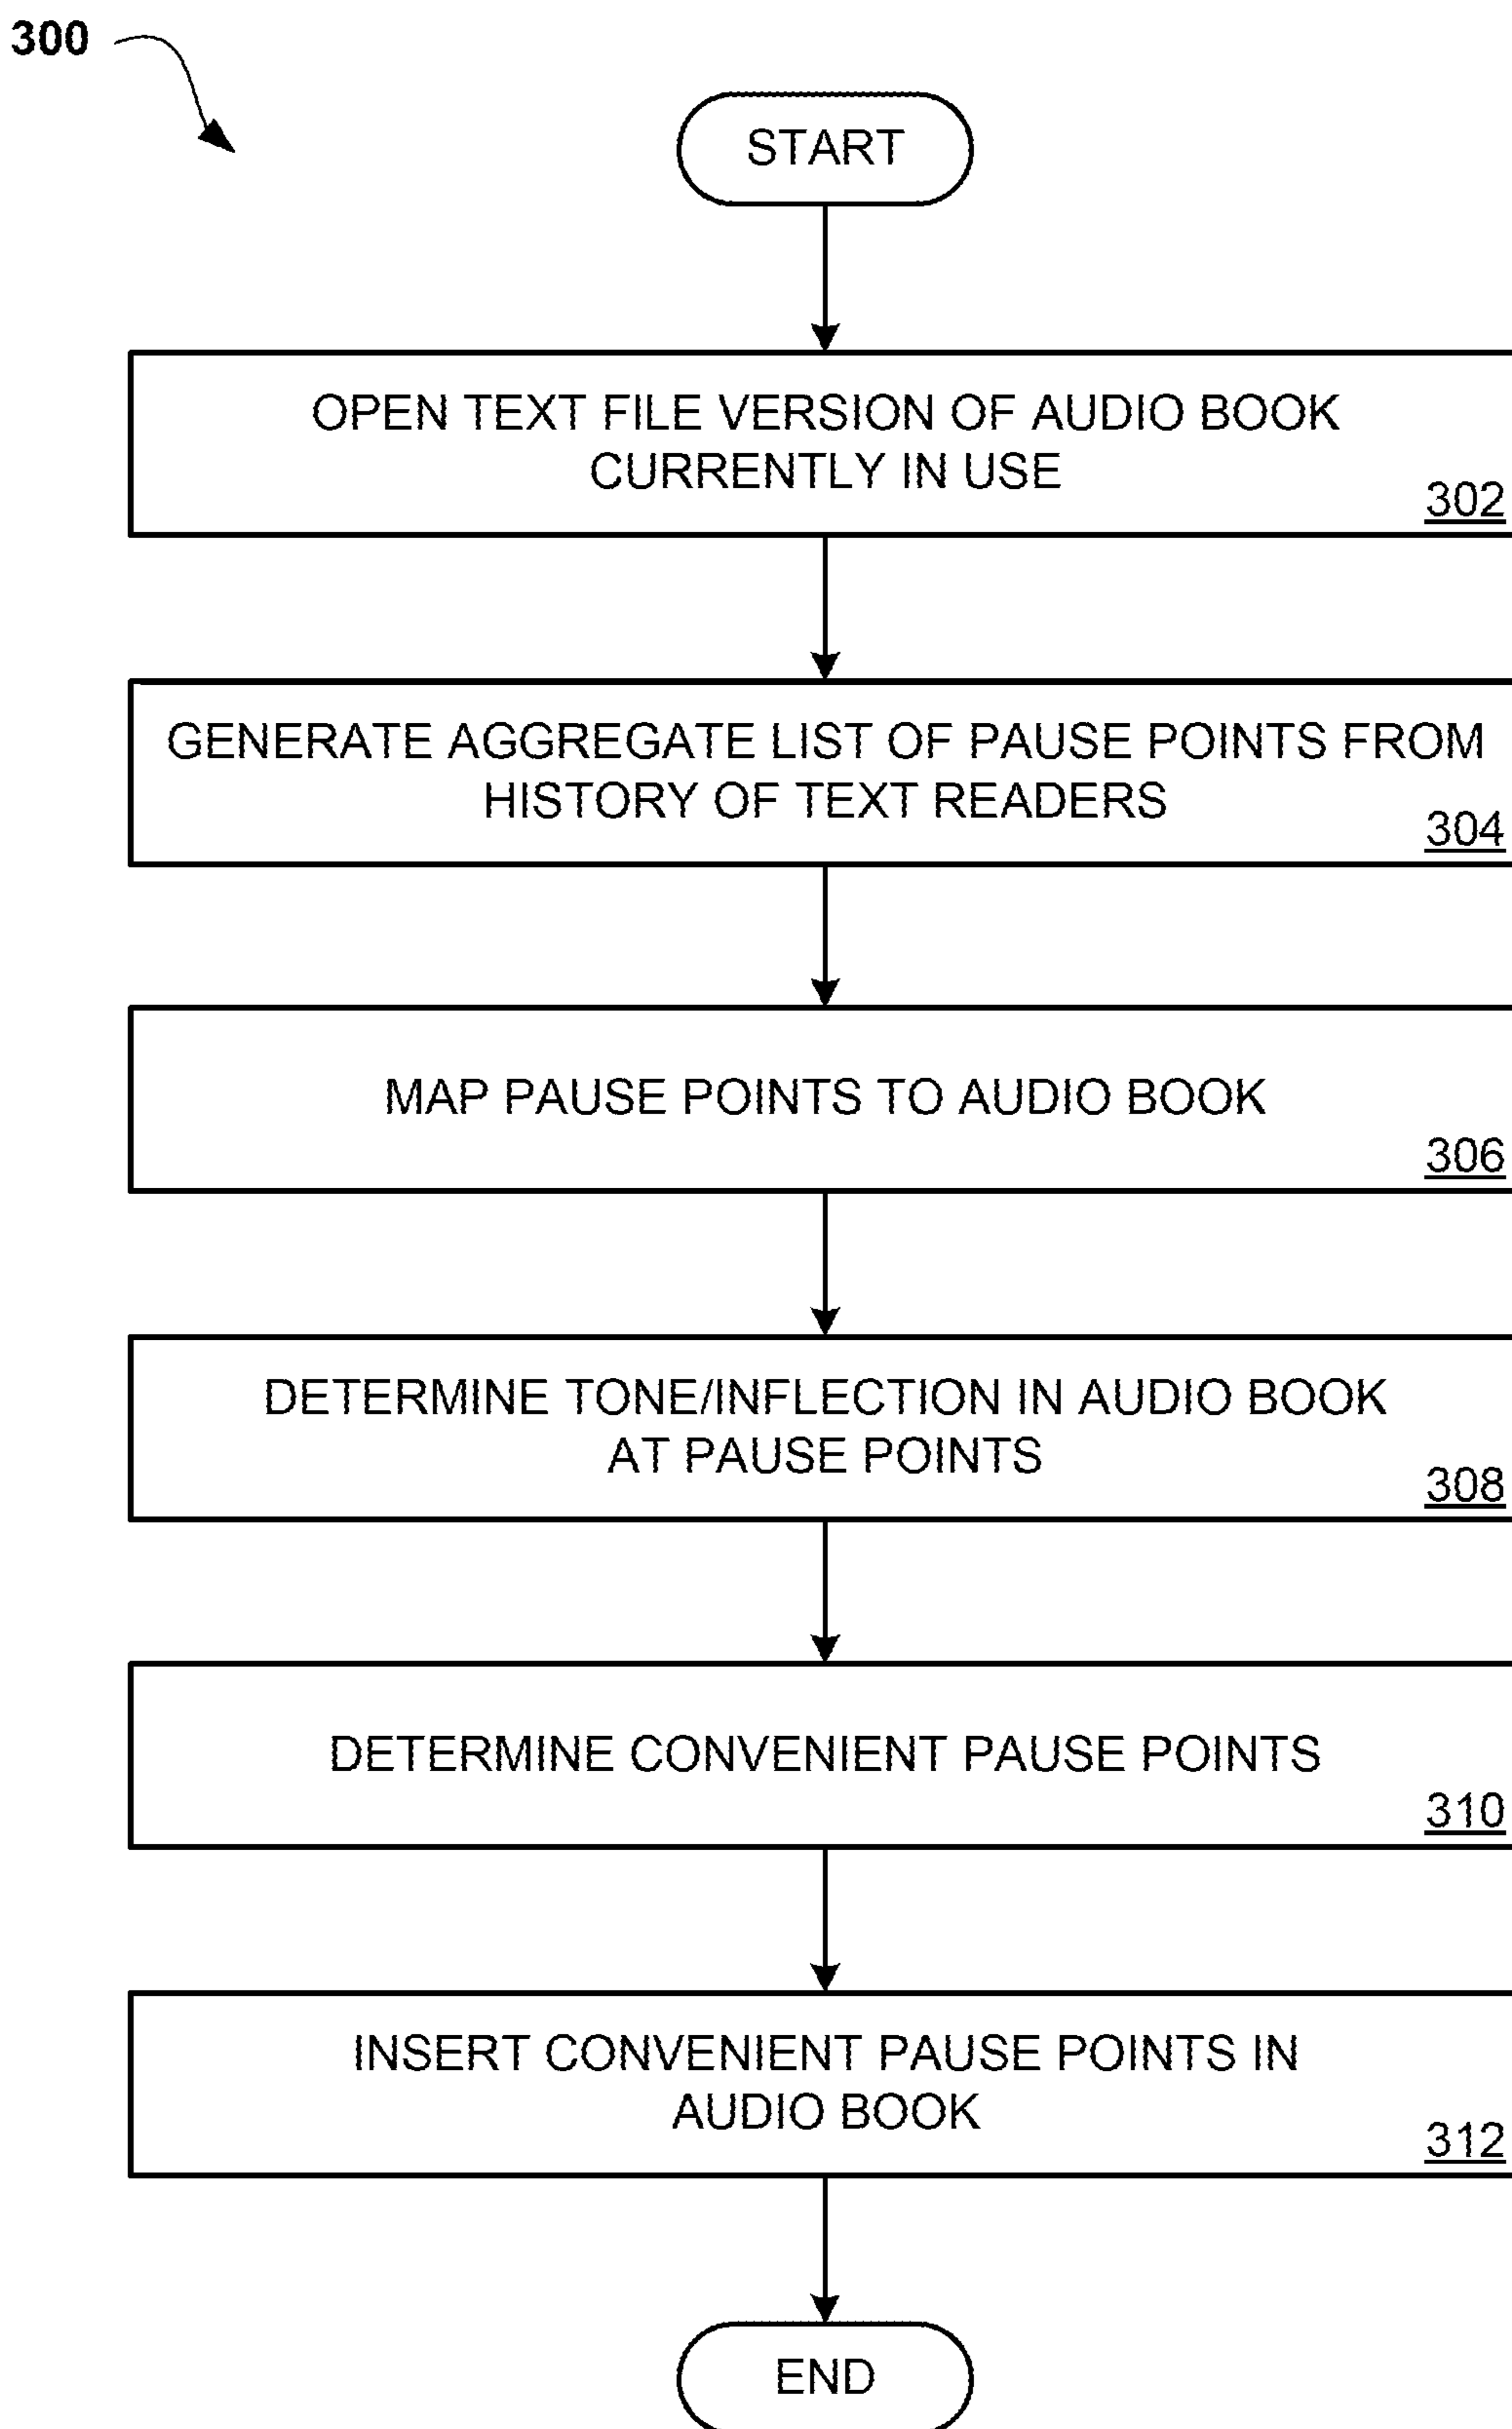 300
START
OPEN TEXT FILE VERSION OF AUDIO BOOK
CURRENTLY IN USE
302
GENERATE AGGREGATE LIST OF PAUSE POINTS FROM
HISTORY OF TEXT READERS
304
MAP PAUSE POINTS TO AUDIO BOOK
306
DETERMINE TONE/INFLECTION IN AUDIO BOOK
AT PAUSE POINTS
308
DETERMINE CONVENIENT PAUSE POINTS
310
INSERT CONVENIENT PAUSE POINTS IN
AUDIO BOOK
312
END